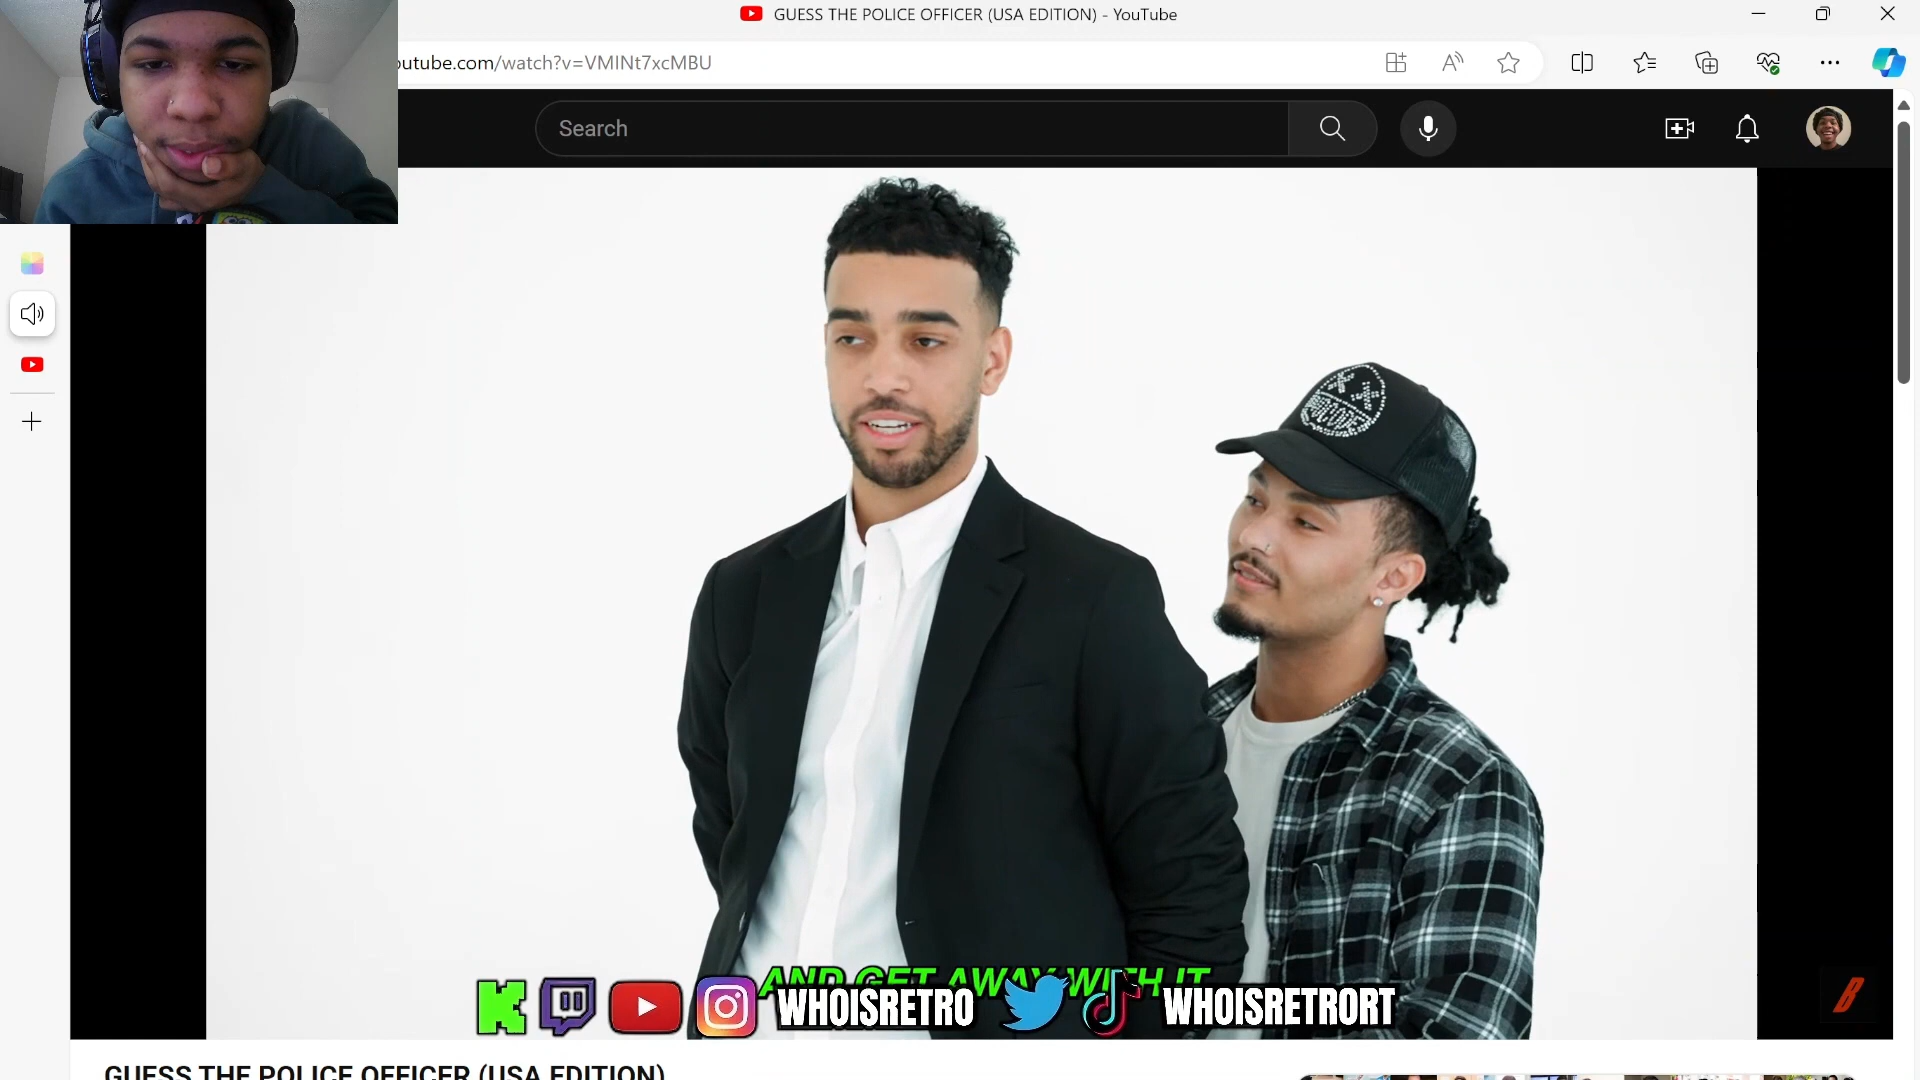 GUESS THE POLICE OFFICER (USA EDITION) - YouTube
outube.com/watch?v=VMINt7xcMBU
Search
AND GET AWAY WITH IT
WHOISRETRO WHOISRETRORT
GUESS THE POLICE OFFICER (USA EDITION)